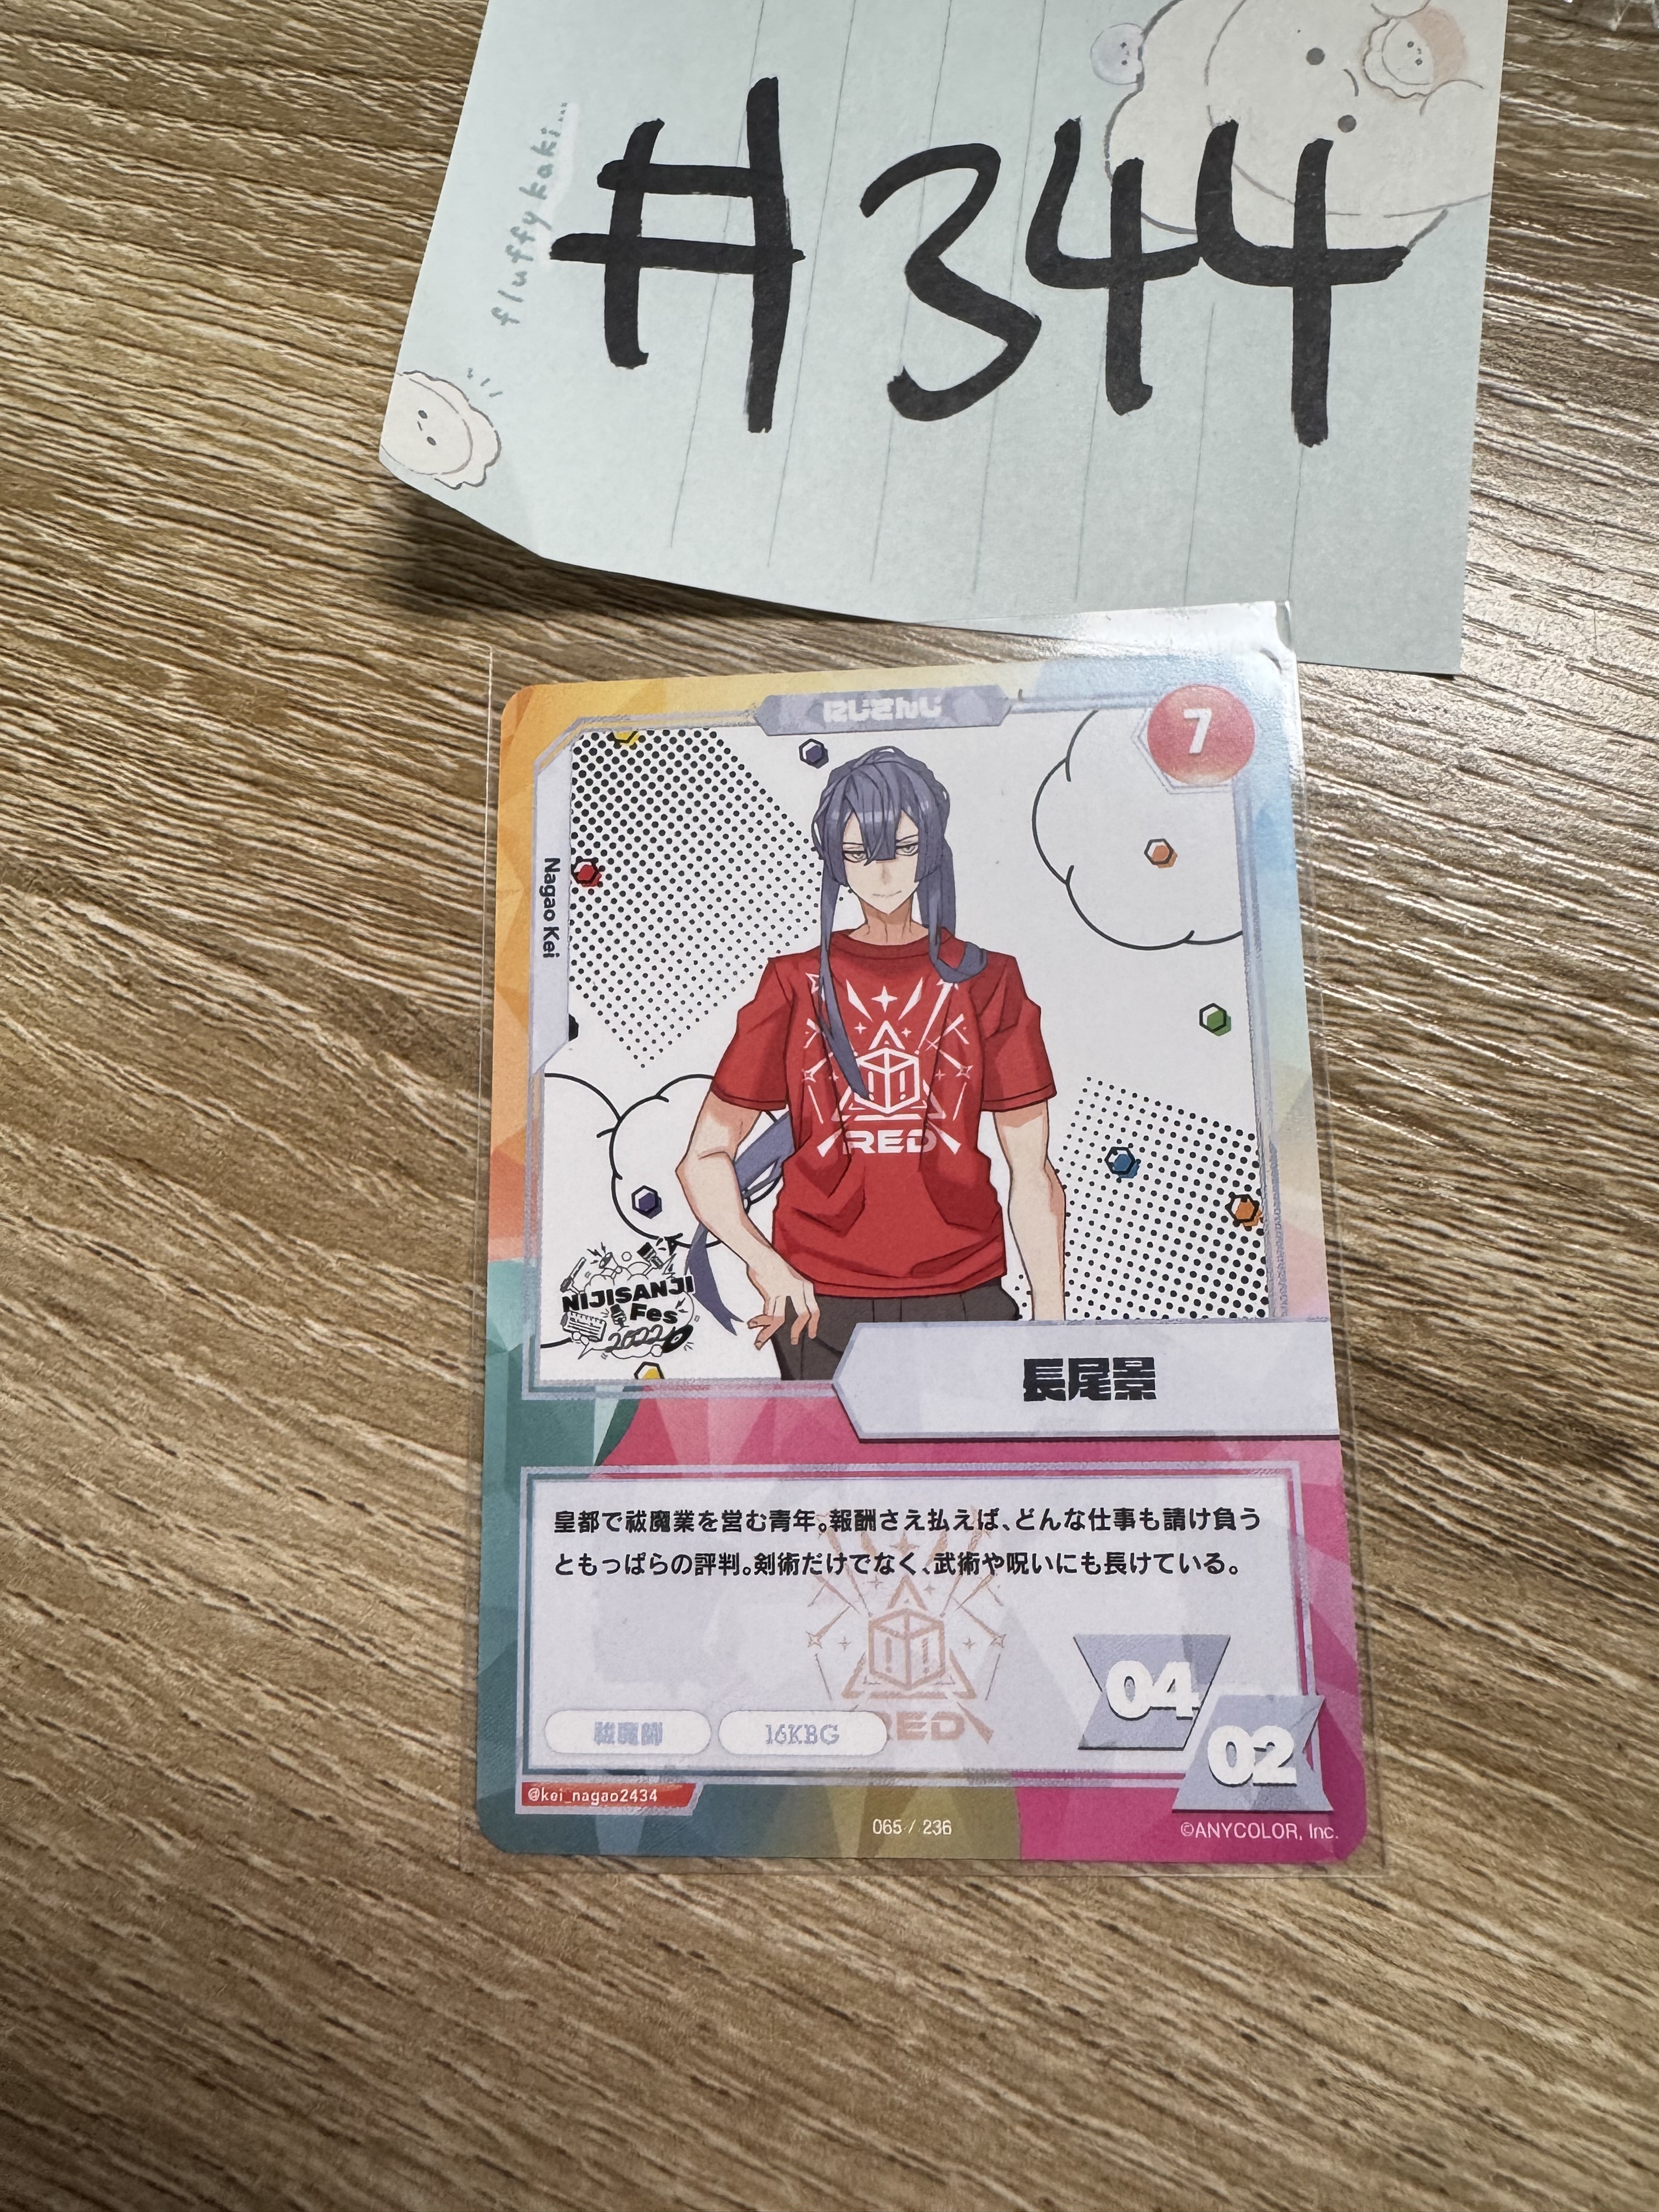 #344
fluffy kaki...
にじさんじ
7
Nagao Kei
RED
NIJISANJI
Fes
2022
長尾景
皇都で祓魔業を営む青年。報酬さえ払えば、どんな仕事も請け負う
ともっぱらの評判。剣術だけでなく、武術や呪いにも長けている。
RED
04
02
祓魔師
16KBG
@kei_nagao2434
065 / 236
©ANYCOLOR, Inc.